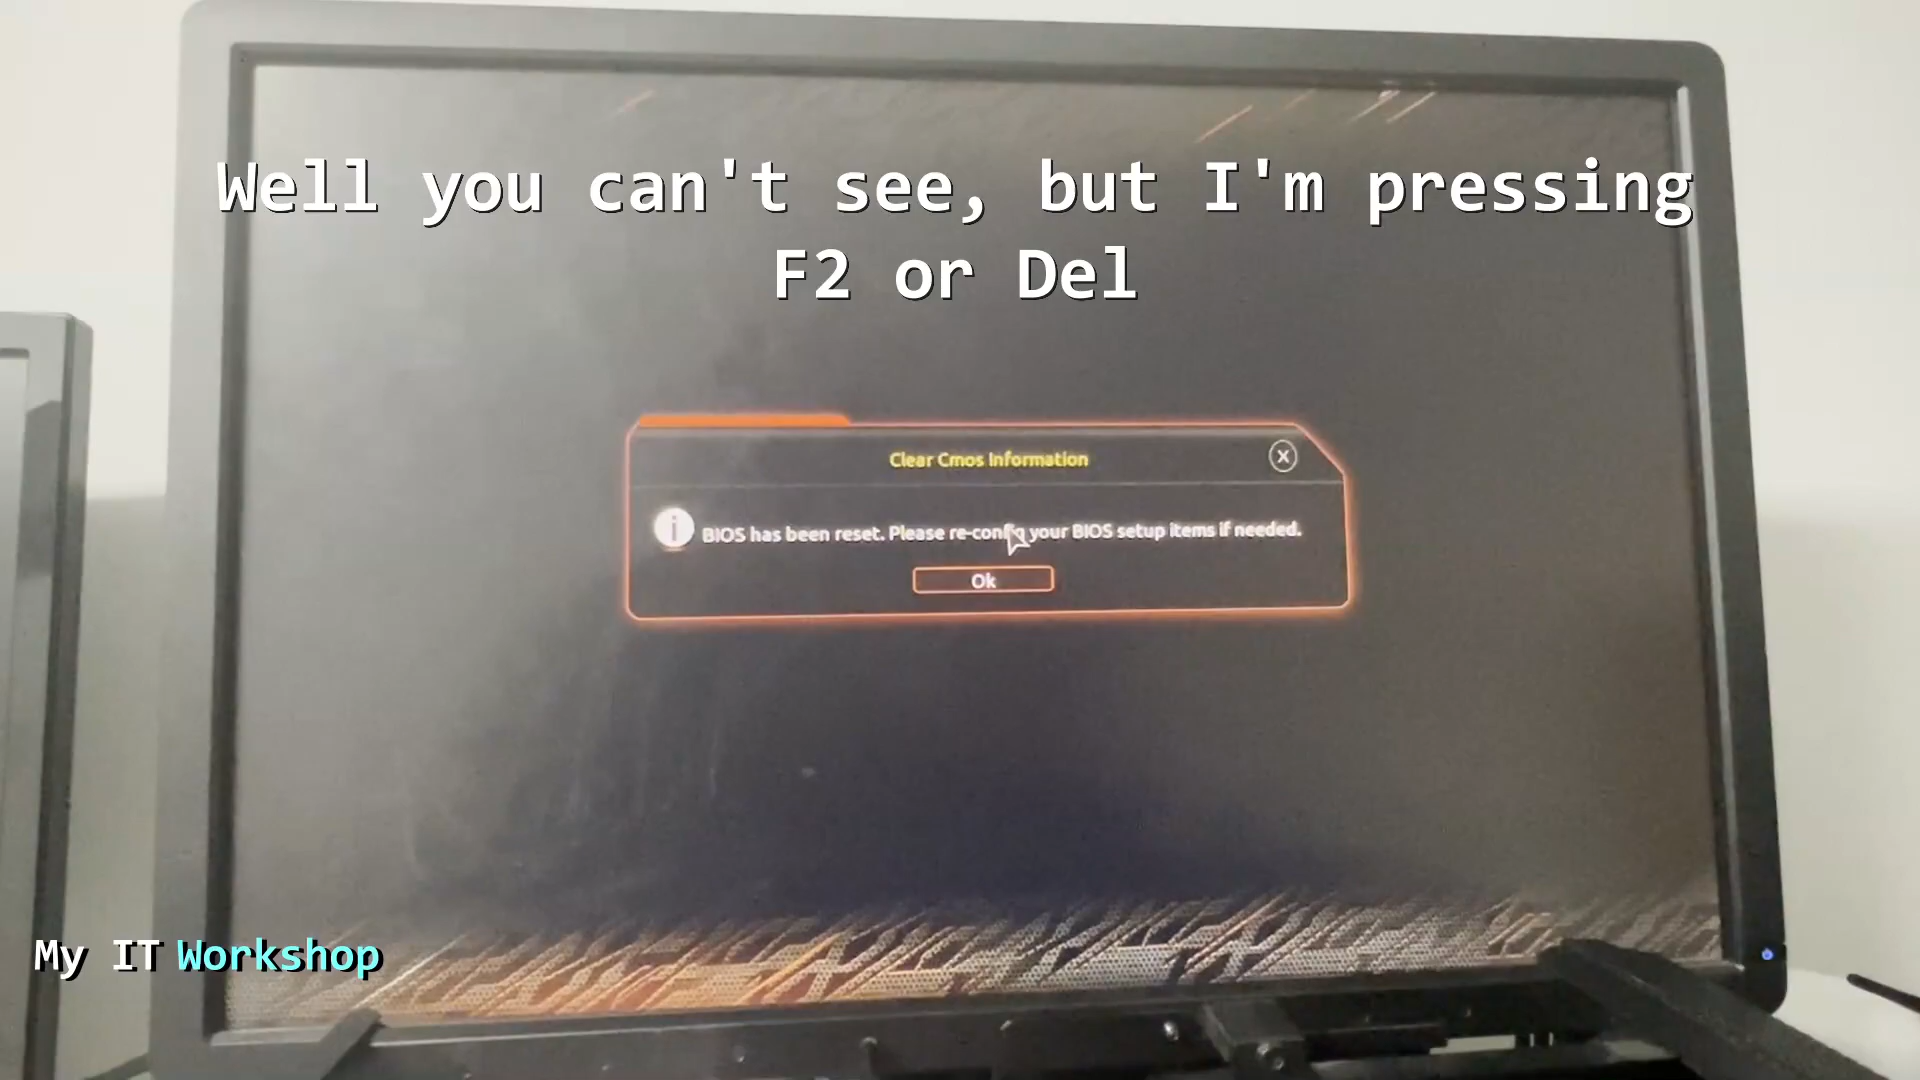 Well you can't see, but I'm pressing
F2 or Del
Clear Cmos Information
BIOS has been reset. Please re-config your BIOS setup items if needed.
Ok
My IT Workshop